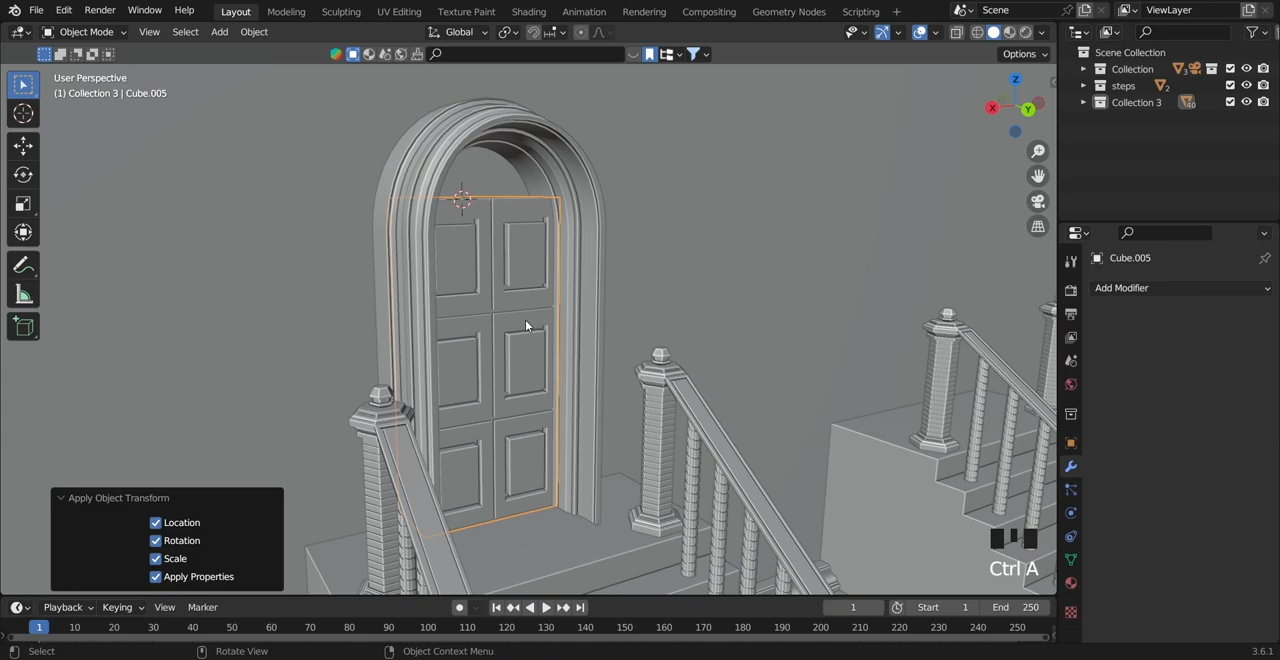 File Edit Render Window Help Layout Modeling Sculpting UV Editing Texture Paint Shading Animation Rendering Compositing Geometry Nodes Scripting + Scene ViewLayer
Object Mode View Select Add Object Global
Options
User Perspective
(1) Collection 3 | Cube.005
Z
X
Y
Scene Collection
Collection 3
steps 2
Collection 3 40
Cube.005
Add Modifier
Apply Object Transform
Location
Rotation
Scale
Apply Properties
Ctrl A
Playback Keying View Marker 1 Start 1 End 250
1 10 20 30 40 50 60 70 80 90 100 110 120 130 140 150 160 170 180 190 200 210 220 230 240 250
Select Rotate View Object Context Menu 3.6.1